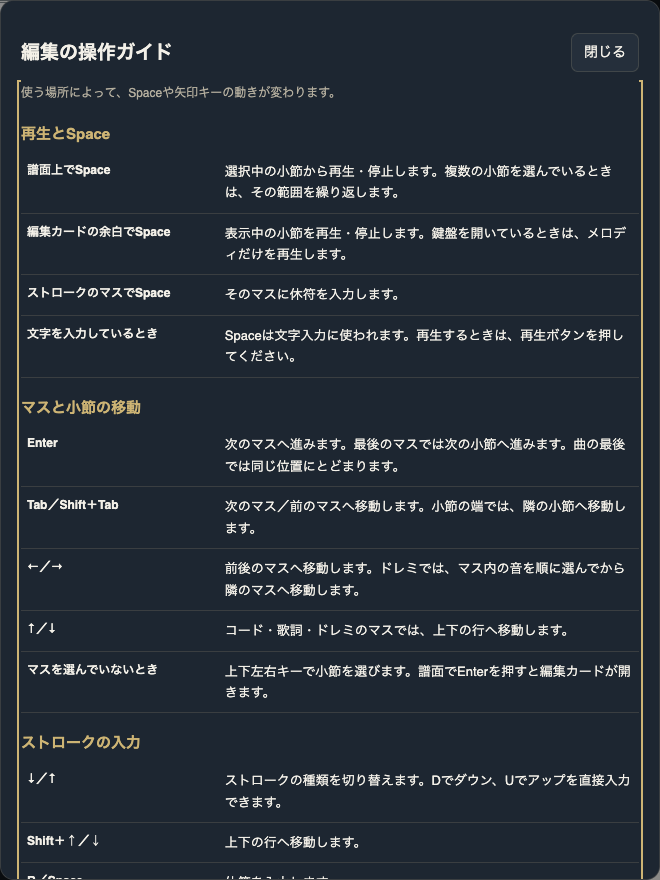 編集の操作ガイド
閉じる
使う場所によって、Spaceや矢印キーの動きが変わります。
再生とSpace
譜面上でSpace
選択中の小節から再生・停止します。複数の小節を選んでいるとき
は、その範囲を繰り返します。
編集カードの余白でSpace
表示中の小節を再生・停止します。鍵盤を開いているときは、メロデ
ィだけを再生します。
ストロークのマスでSpace
そのマスに休符を入力します。
文字を入力しているとき
Spaceは文字入力に使われます。再生するときは、再生ボタンを押し
てください。
マスと小節の移動
Enter
次のマスへ進みます。最後のマスでは次の小節へ進みます。曲の最後
では同じ位置にとどまります。
Tab／Shift＋Tab
次のマス／前のマスへ移動します。小節の端では、隣の小節へ移動し
ます。
←／→
前後のマスへ移動します。ドレミでは、マス内の音を順に選んでから
隣のマスへ移動します。
↑／↓
コード・歌詞・ドレミのマスでは、上下の行へ移動します。
マスを選んでいないとき
上下左右キーで小節を選びます。譜面でEnterを押すと編集カードが開
きます。
ストロークの入力
↓／↑
ストロークの種類を切り替えます。Dでダウン、Uでアップを直接入力
できます。
Shift＋↑／↓
上下の行へ移動します。